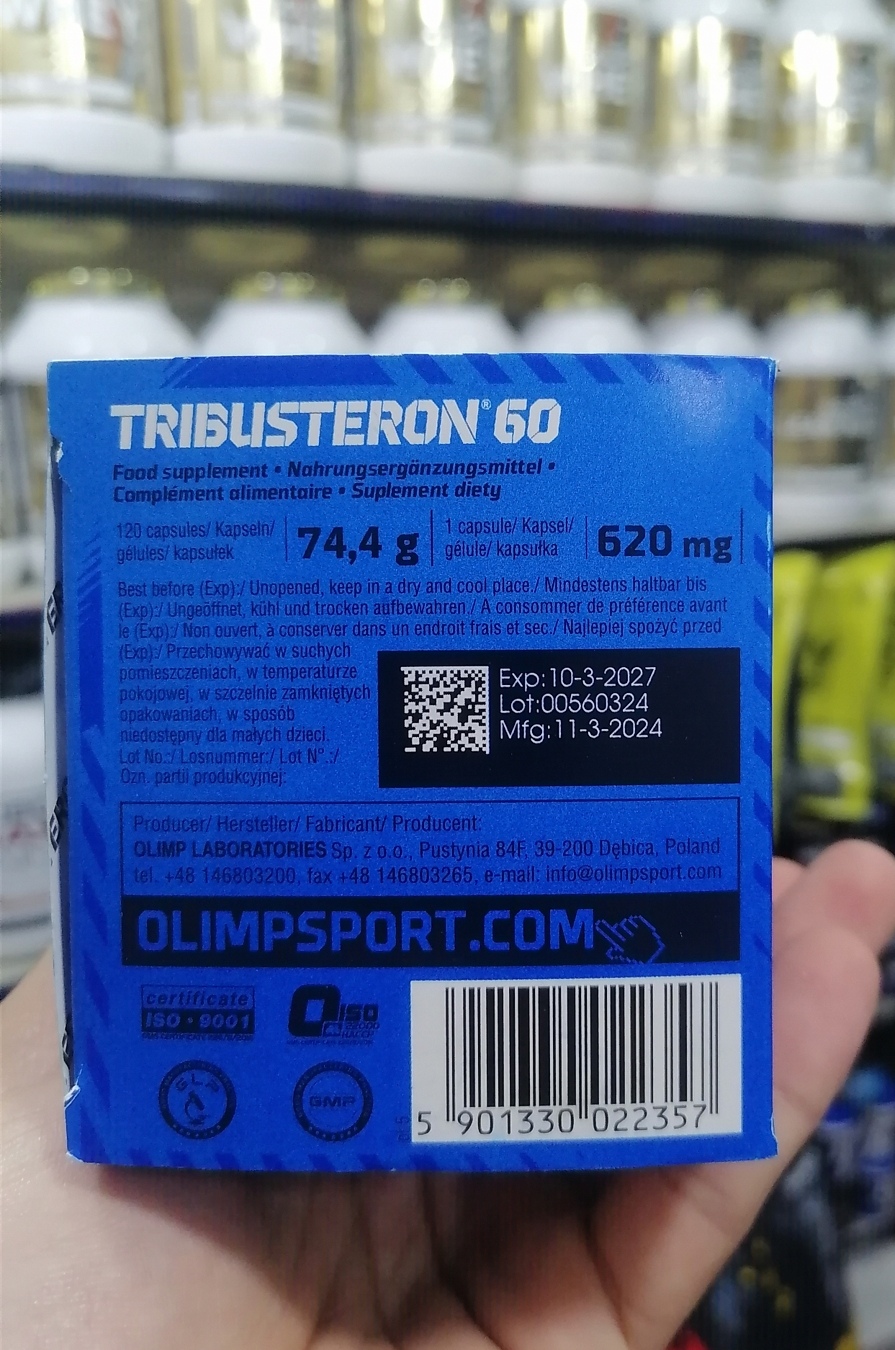 TRIBUSTERON® 60
Food supplement • Nahrungsergänzungsmittel •
Complément alimentaire • Suplement diety
120 capsules/ Kapseln/
gélules/ kapsułek
74,4 g
1 capsule/ Kapsel/
gélule/ kapsułka
620 mg
Best before (Exp):/ Unopened, keep in a dry and cool place./ Mindestens haltbar bis
(Exp):/ Ungeöffnet, kühl und trocken aufbewahren./ A consommer de préférence avant
le (Exp):/ Non ouvert, à conserver dans un endroit frais et sec./ Najlepiej spożyć przed
(Exp):/ Przechowywać w suchych
pomieszczeniach, w temperaturze
pokojowej, w szczelnie zamkniętych
opakowaniach, w sposób
niedostępny dla małych dzieci.
Lot No.:/ Losnummer:/ Lot N°.:/
Ozn. partii produkcyjnej:
Exp:10-3-2027
Lot:00560324
Mfg:11-3-2024
Producer/ Hersteller/ Fabricant/ Producent:
OLIMP LABORATORIES Sp. z o.o., Pustynia 84F, 39-200 Dębica, Poland
tel. +48 146803200, fax +48 146803265, e-mail: info@olimpsport.com
OLIMPSPORT.COM
certificate
ISO • 9001
ISO
22000
HACCP
GLP
GMP
5 901330 022357